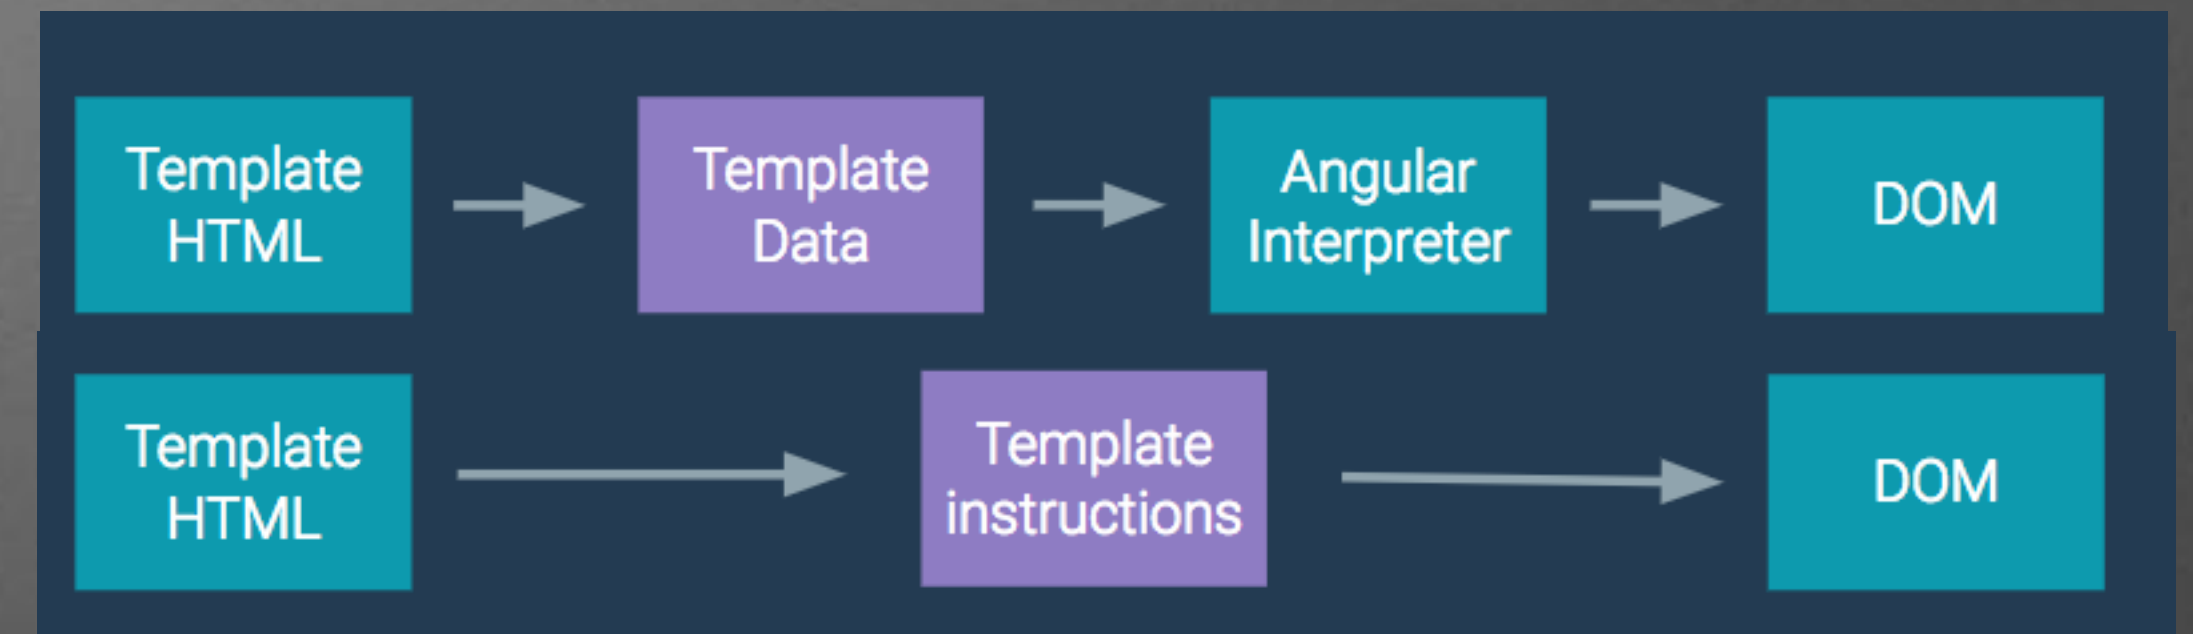 Template
HTML
Template
Data
Angular
Interpreter
DOM
Template
HTML
Template
instructions
DOM